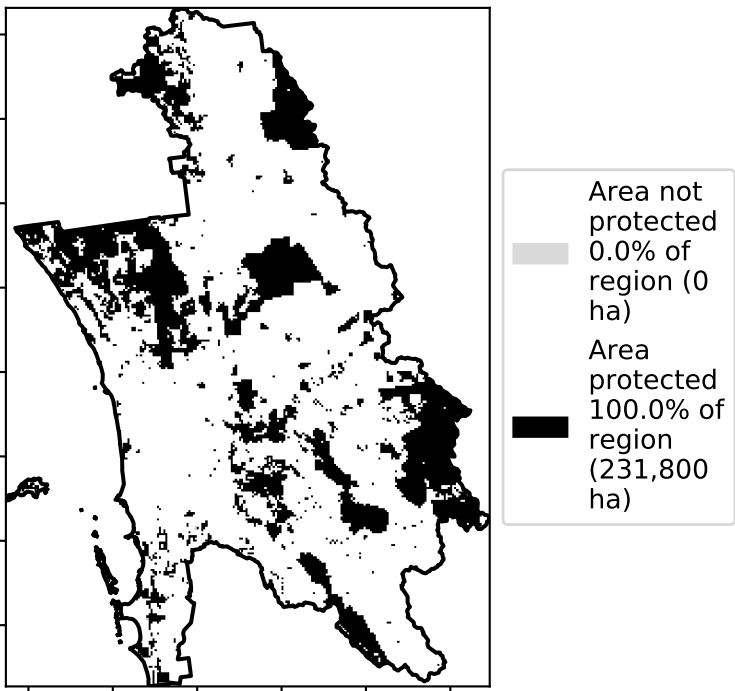 Area not
protected
0.0% of
region (0
ha)
Area
protected
100.0% of
region
(231,800
ha)